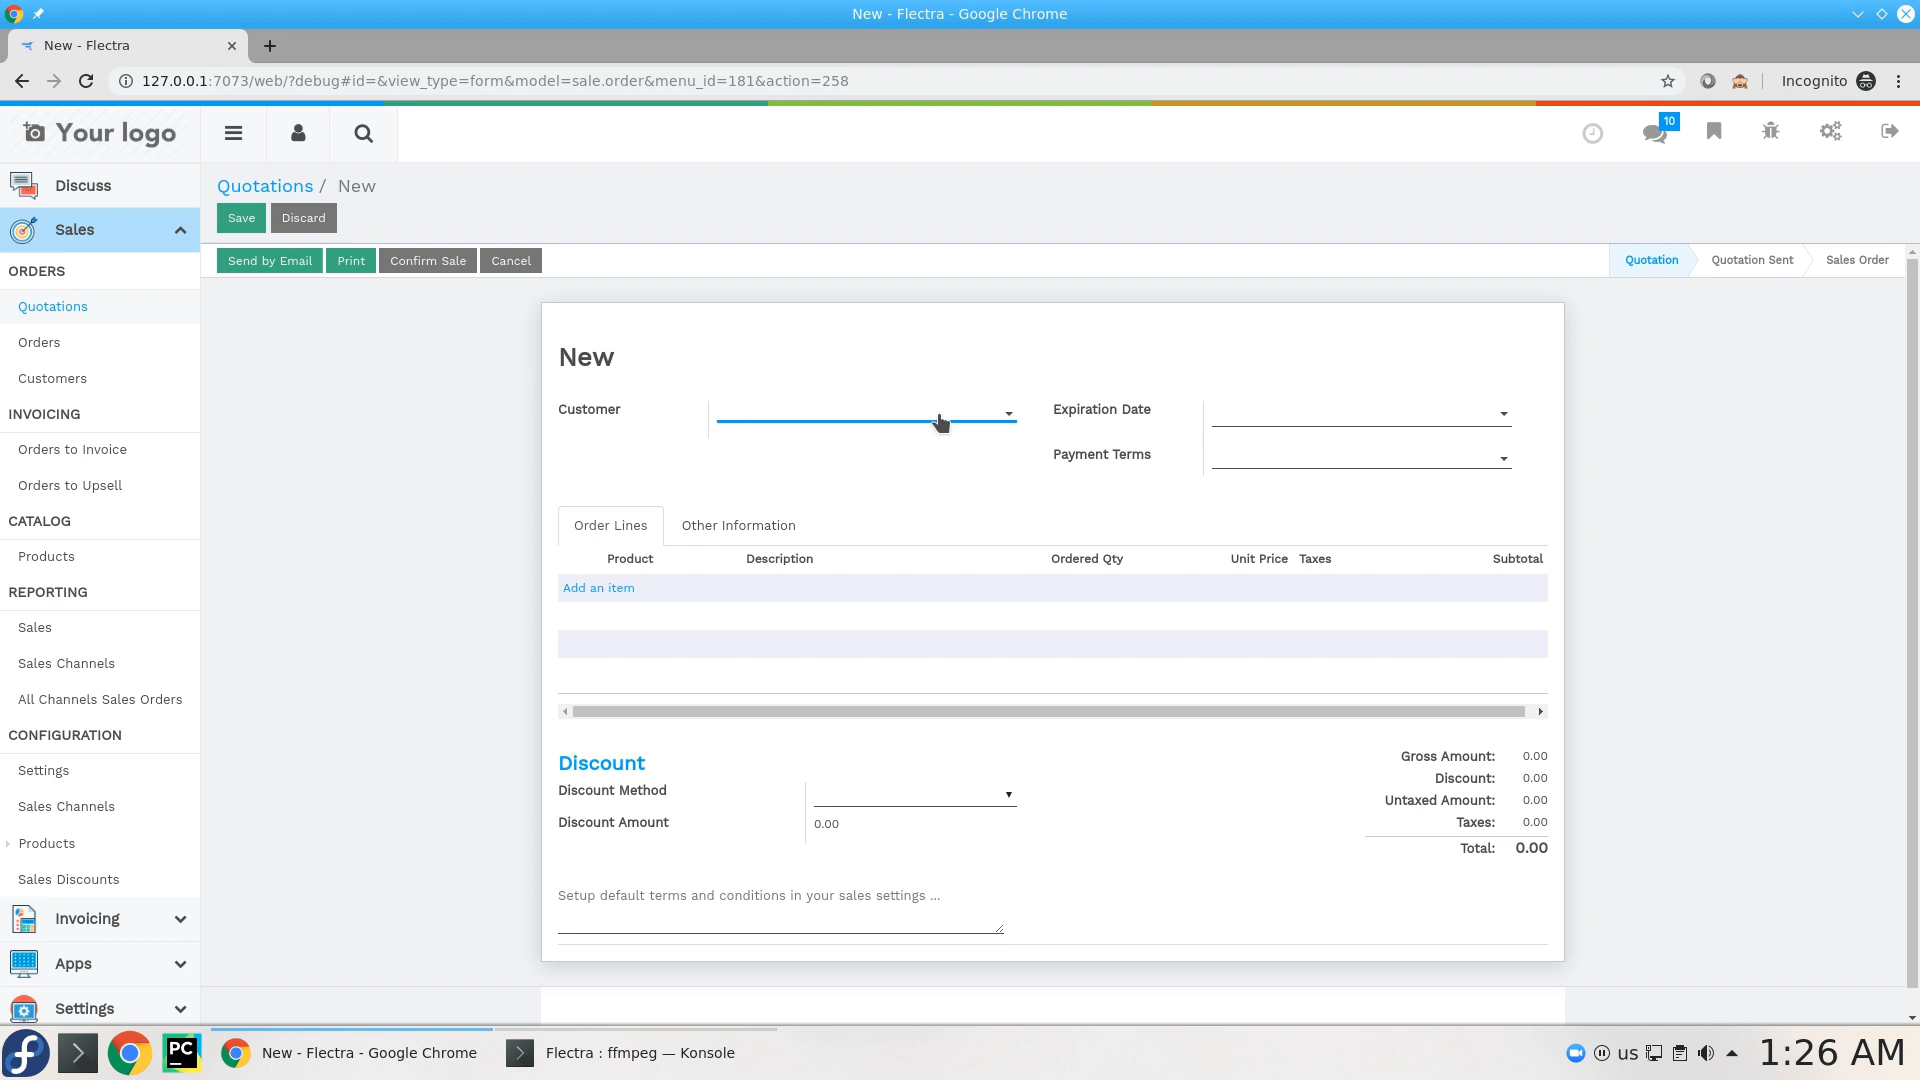 New - Flectra - Google Chrome
New - Flectra
127.0.0.1:7073/web/?debug#id=&view_type=form&model=sale.order&menu_id=181&action=258
Incognito
Your logo
10
Discuss
Sales
ORDERS
Quotations
Orders
Customers
INVOICING
Orders to Invoice
Orders to Upsell
CATALOG
Products
REPORTING
Sales
Sales Channels
All Channels Sales Orders
CONFIGURATION
Settings
Sales Channels
Products
Sales Discounts
Invoicing
Apps
Settings
Quotations / New
Save Discard
Send by Email Print Confirm Sale Cancel
Quotation Quotation Sent Sales Order
New
Customer
Expiration Date
Payment Terms
Order Lines Other Information
Product Description Ordered Qty Unit Price Taxes Subtotal
Add an item
Discount
Discount Method
Discount Amount 0.00
Gross Amount: 0.00
Discount: 0.00
Untaxed Amount: 0.00
Taxes: 0.00
Total: 0.00
Setup default terms and conditions in your sales settings ...
PC
New - Flectra - Google Chrome
Flectra : ffmpeg — Konsole
us
1:26 AM